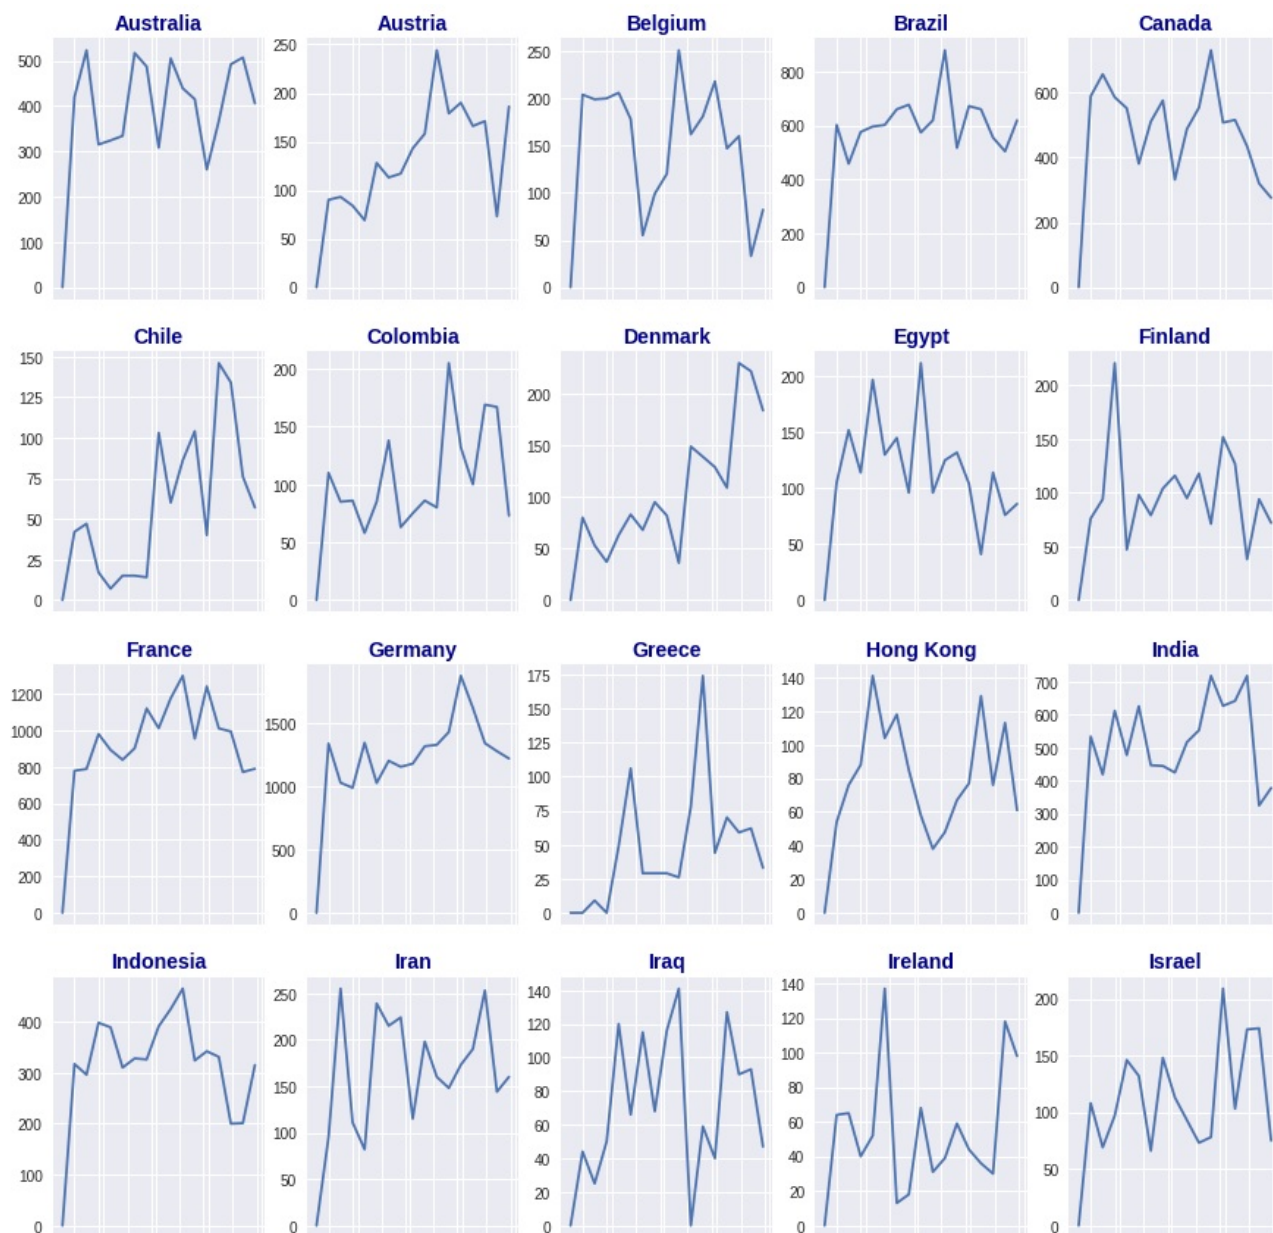 Australia Austria Belgium Brazil Canada
500 400 300 200 100 0
250 200 150 100 50 0
250 200 150 100 50 0
800 600 400 200 0
600 400 200 0
Chile Colombia Denmark Egypt Finland
150 125 100 75 50 25 0
200 150 100 50 0
200 150 100 50 0
200 150 100 50 0
200 150 100 50 0
France Germany Greece Hong Kong India
1200 1000 800 600 400 200 0
1500 1000 500 0
175 150 125 100 75 50 25 0
140 120 100 80 60 40 20 0
700 600 500 400 300 200 100 0
Indonesia Iran Iraq Ireland Israel
400 300 200 100 0
250 200 150 100 50 0
140 120 100 80 60 40 20 0
140 120 100 80 60 40 20 0
200 150 100 50 0